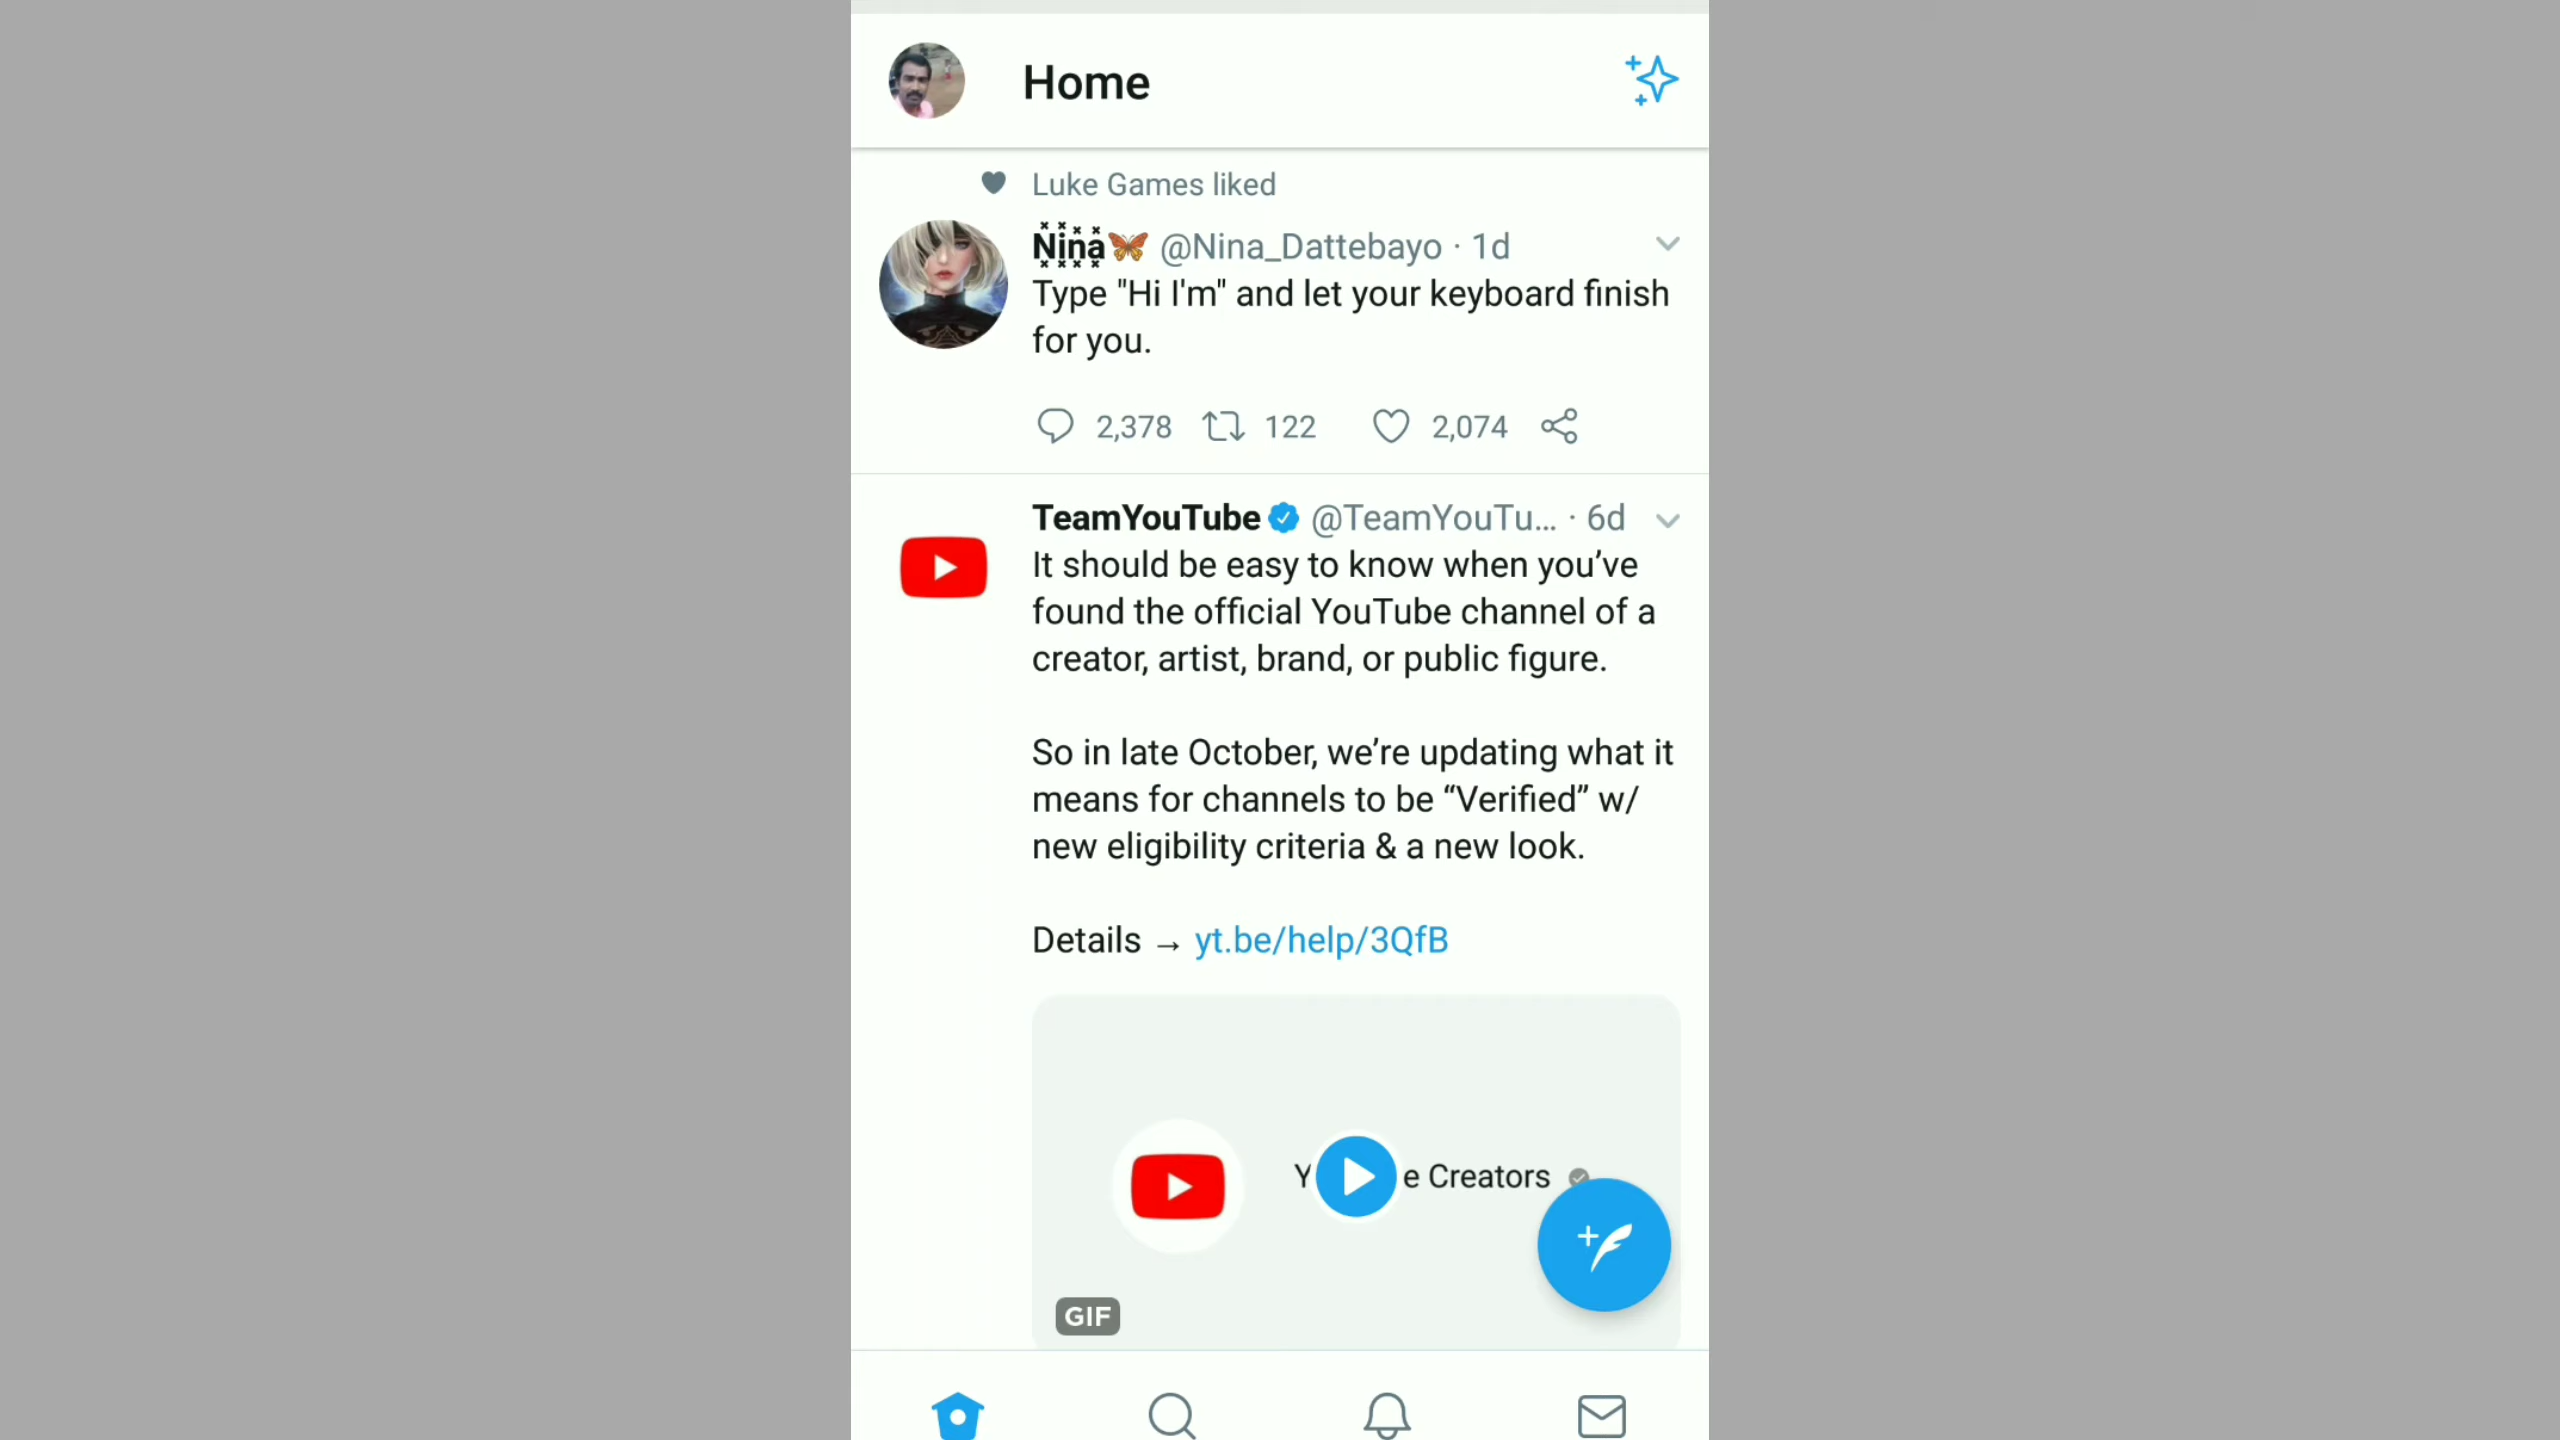 Home
Luke Games liked
Nina🦋 @Nina_Dattebayo · 1d
Type "Hi I'm" and let your keyboard finish
for you.
2,378 122 2,074
TeamYouTube @TeamYouTu... · 6d
It should be easy to know when you’ve
found the official YouTube channel of a
creator, artist, brand, or public figure.
So in late October, we’re updating what it
means for channels to be “Verified” w/
new eligibility criteria & a new look.
Details → yt.be/help/3QfB
Y e Creators
GIF